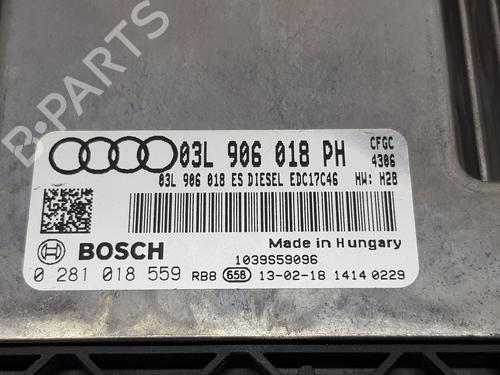 B-PARTS
03L 906 018 PH
CFGC
4306
03L 906 018 ES DIESEL EDC17C46
HW: H28
BOSCH
Made in Hungary
1039S59096
0 281 018 559
RB8 G58 13-02-18 1414 0229